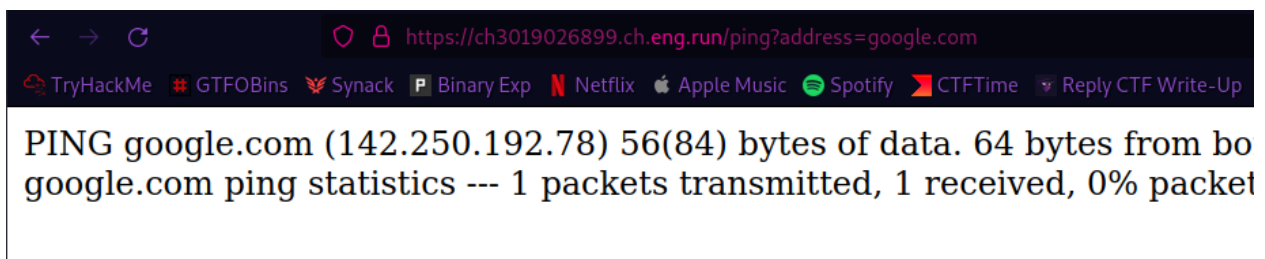 https://ch3019026899.ch.eng.run/ping?address=google.com
TryHackMe # GTFOBins Synack P Binary Exp N Netflix Apple Music Spotify CTFTime Reply CTF Write-Up
PING google.com (142.250.192.78) 56(84) bytes of data. 64 bytes from bo
google.com ping statistics --- 1 packets transmitted, 1 received, 0% packet